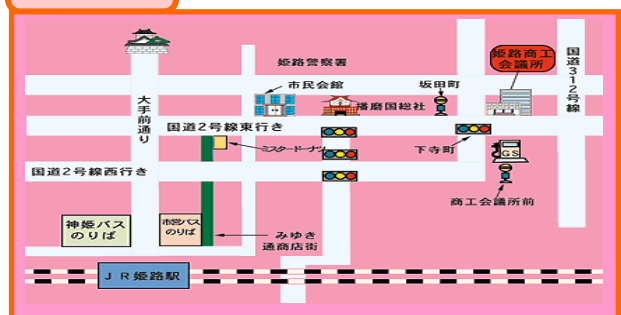 姫路商工
会議所
国道312号線
姫路警察署
市民会館
坂田町
播磨国総社
大手前通り
国道2号線東行き
ミスタードーナツ
下寺町
GS
国道2号線西行き
商工会議所前
神姫バス
のりば
市営バス
のりば
みゆき
通商店街
JR姫路駅